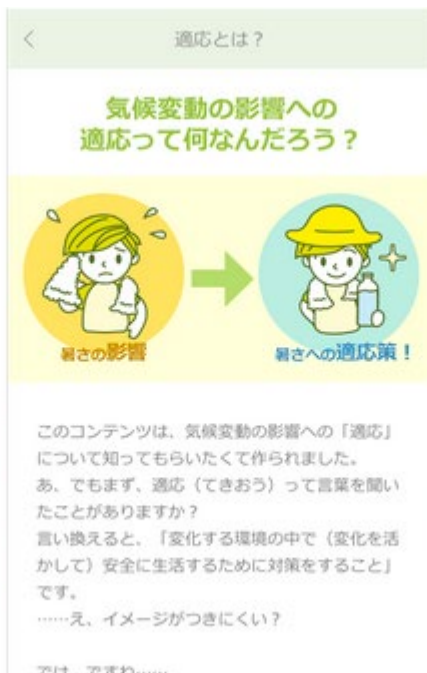 適応とは？
気候変動の影響への
適応って何なんだろう？
暑さの影響
暑さへの適応策！
このコンテンツは、気候変動の影響への「適応」
について知ってもらいたくて作られました。
あ、でもまず、適応（てきおう）って言葉を聞い
たことがありますか？
言い換えると、「変化する環境の中で（変化を活
かして）安全に生活するために対策をすること」
です。
……え、イメージがつきにくい？
では、ですね……